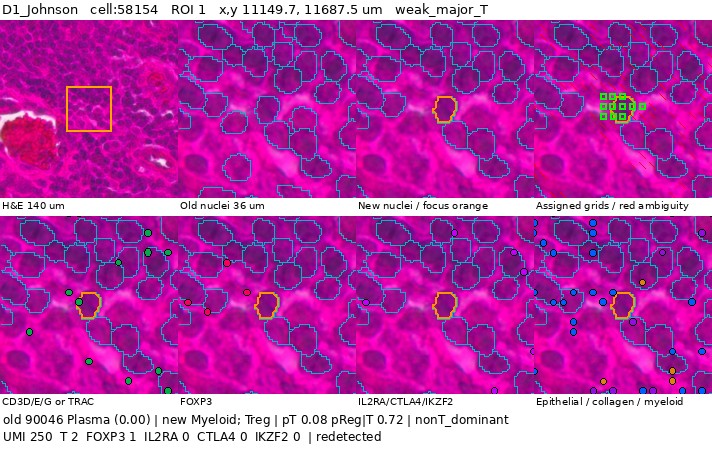 D1_Johnson   cell:58154   ROI 1   x,y 11149.7, 11687.5 um   weak_major_T
H&E 140 um
Old nuclei 36 um
New nuclei / focus orange
Assigned grids / red ambiguity
CD3D/E/G or TRAC
FOXP3
IL2RA/CTLA4/IKZF2
Epithelial / collagen / myeloid
old 90046 Plasma (0.00) | new Myeloid; Treg | pT 0.08 pReg|T 0.72 | nonT_dominant
UMI 250  T 2  FOXP3 1  IL2RA 0  CTLA4 0  IKZF2 0  | redetected